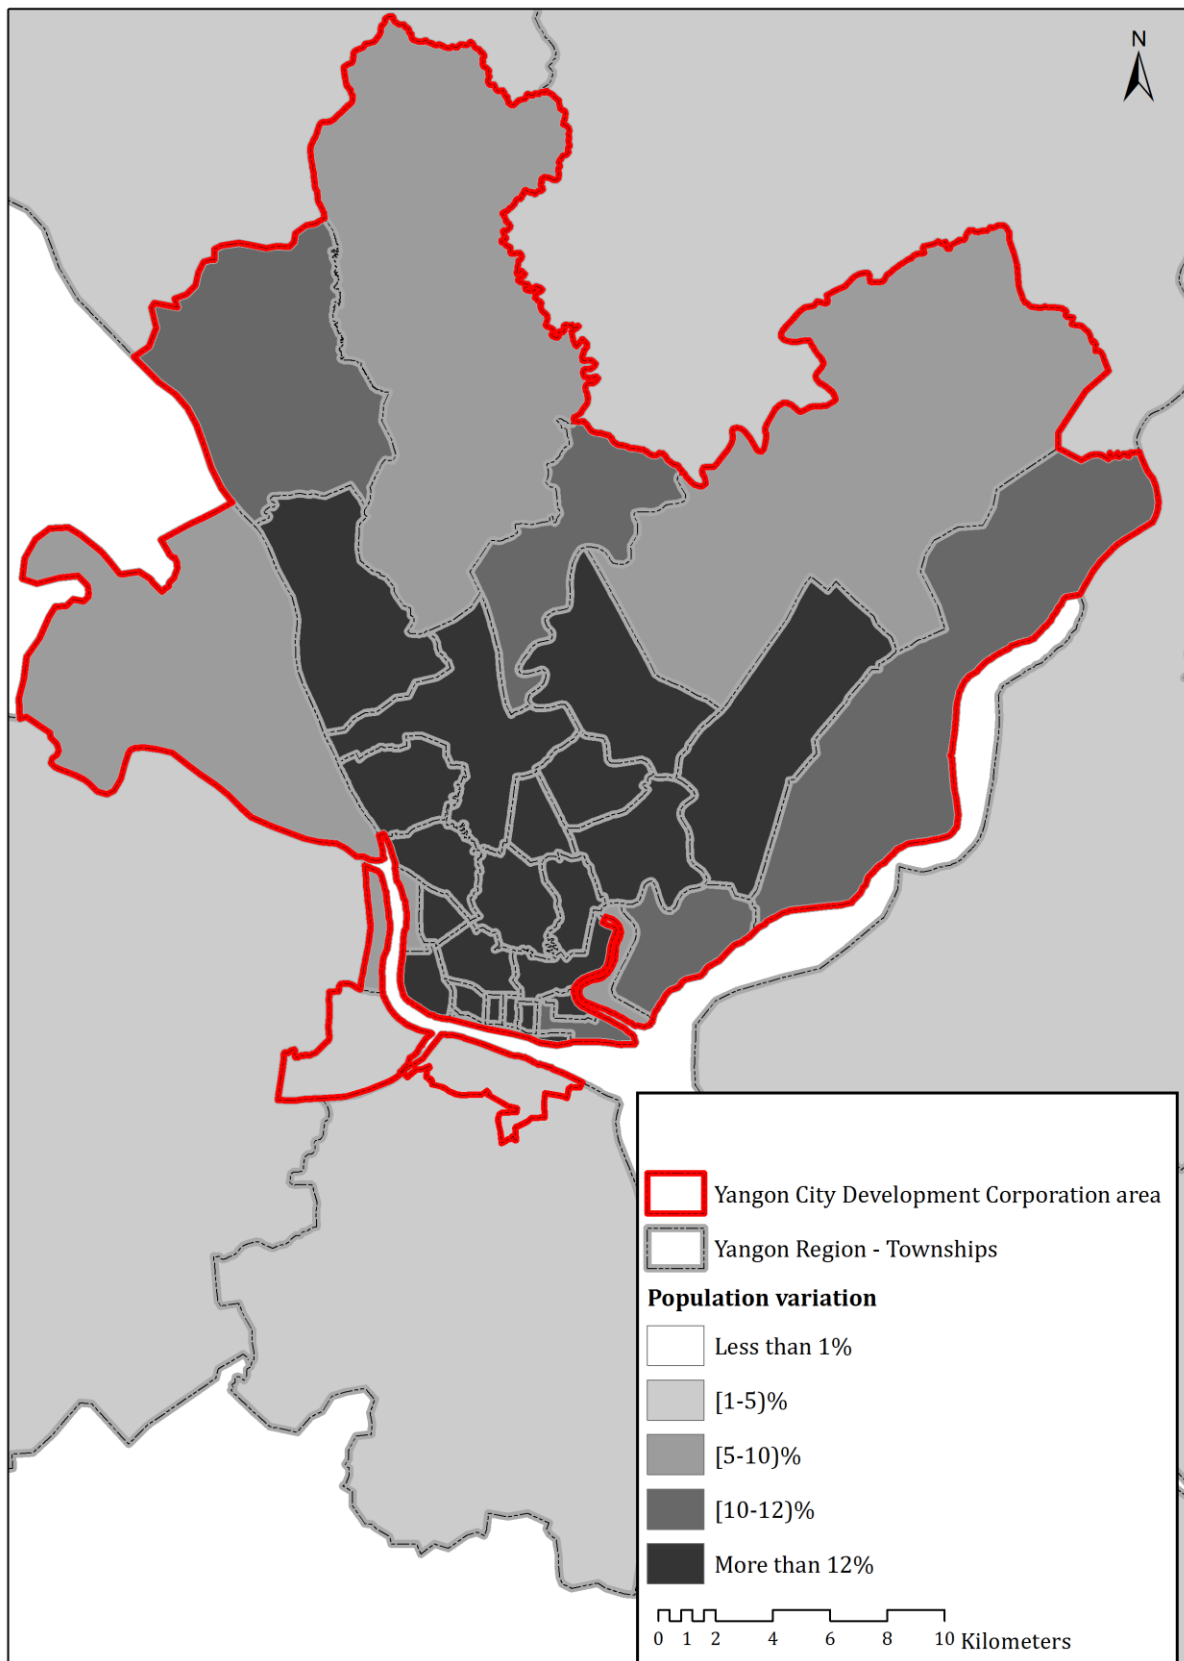 N
Yangon City Development Corporation area
Yangon Region - Townships
Population variation
Less than 1%
[1-5)%
[5-10)%
[10-12)%
More than 12%
0 1 2 4 6 8 10 Kilometers